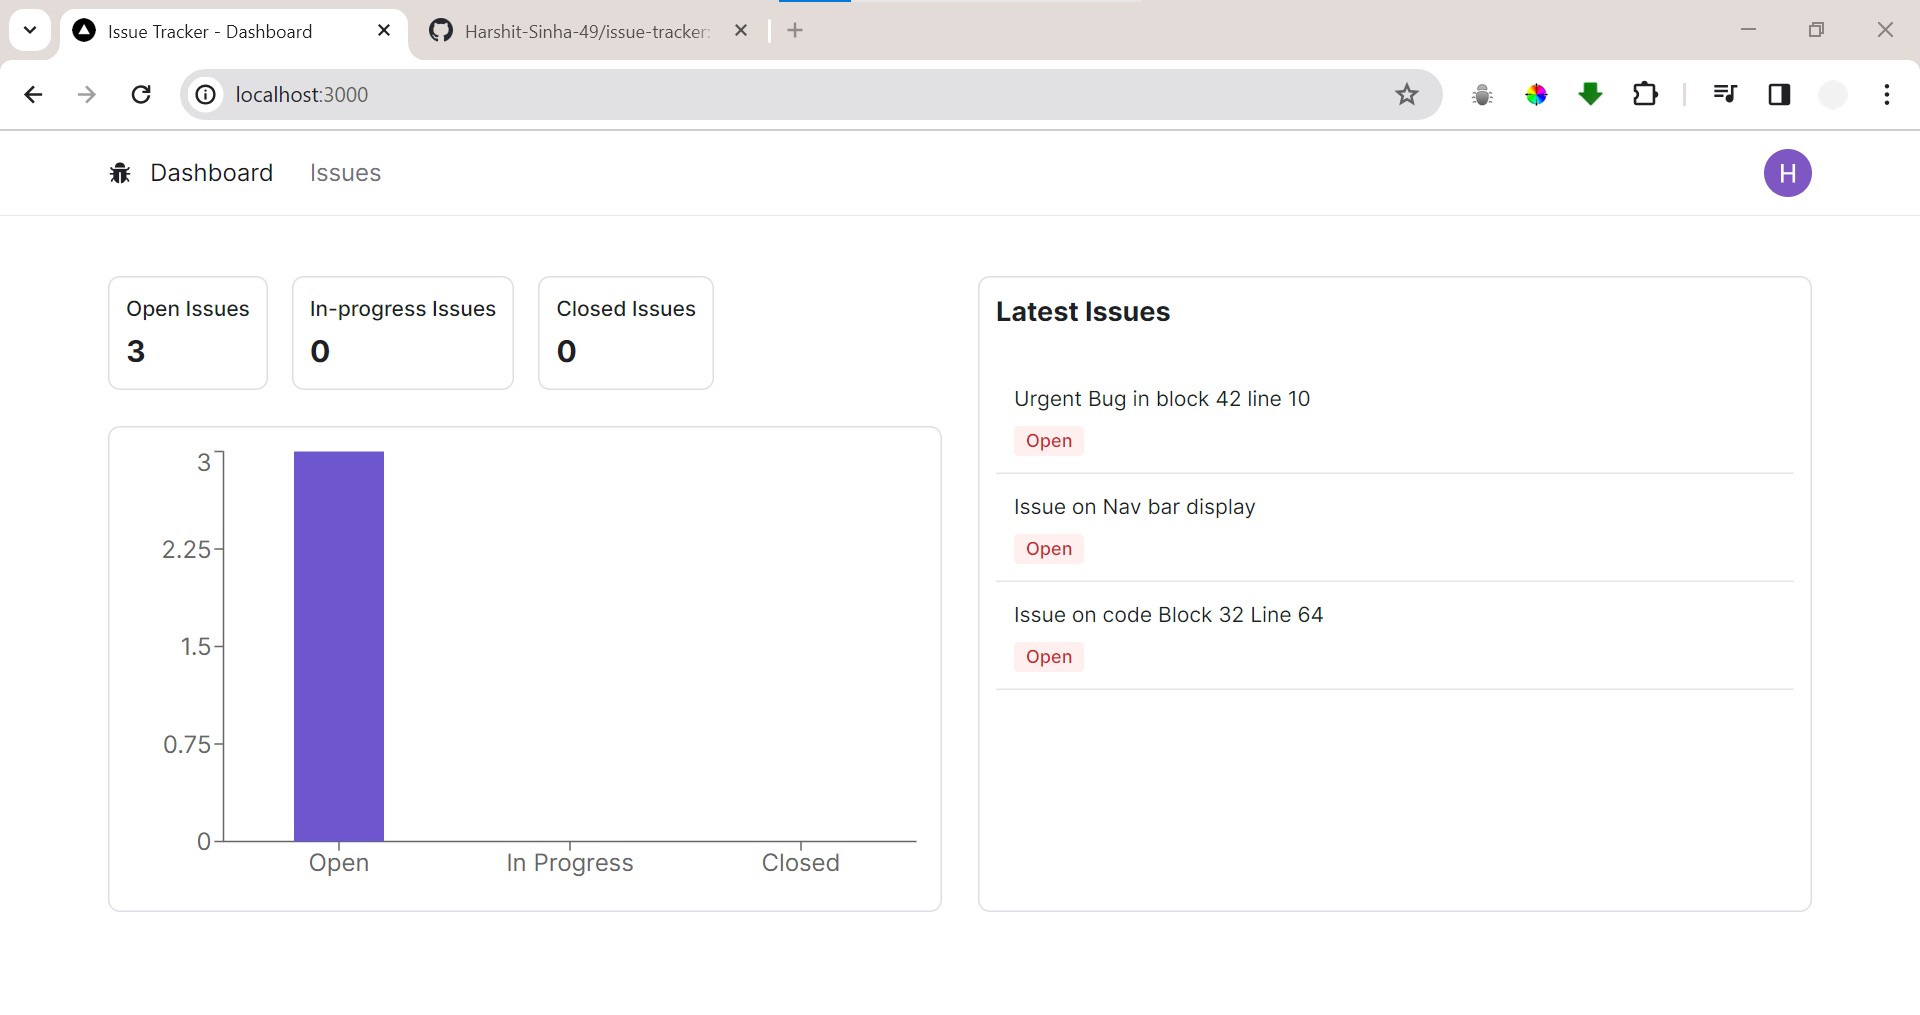 Issue Tracker - Dashboard
Harshit-Sinha-49/issue-tracker:
localhost:3000
Dashboard
Issues
H
Open Issues
3
In-progress Issues
0
Closed Issues
0
3
2.25
1.5
0.75
0
Open
In Progress
Closed
Latest Issues
Urgent Bug in block 42 line 10
Open
Issue on Nav bar display
Open
Issue on code Block 32 Line 64
Open